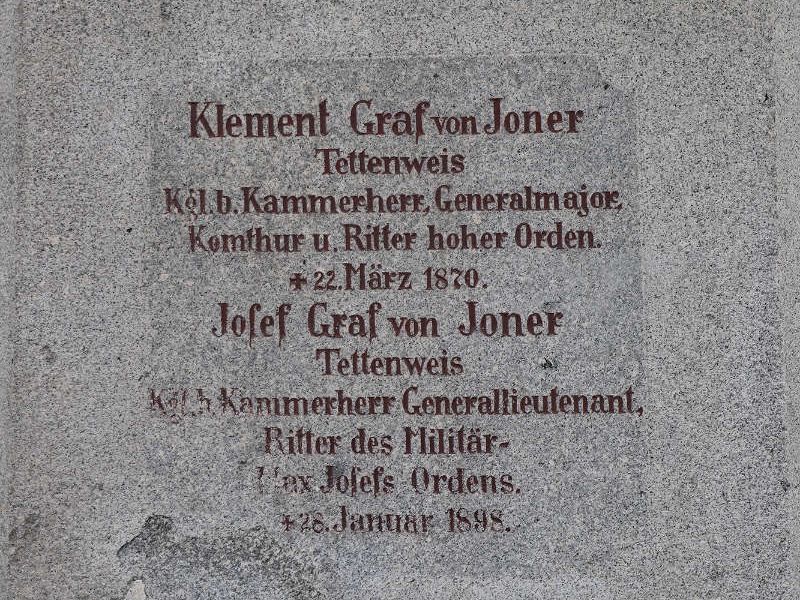 Klement Graf von Joner
Tettenweis
Kgl. b. Kammerherr, Generalmajor,
Komthur u. Ritter hoher Orden.
+ 22. März 1870.
Josef Graf von Joner
Tettenweis
Kgl. b. Kammerherr Generallieutenant,
Ritter des Militär-
Max Josefs Ordens.
+ 28. Januar 1898.